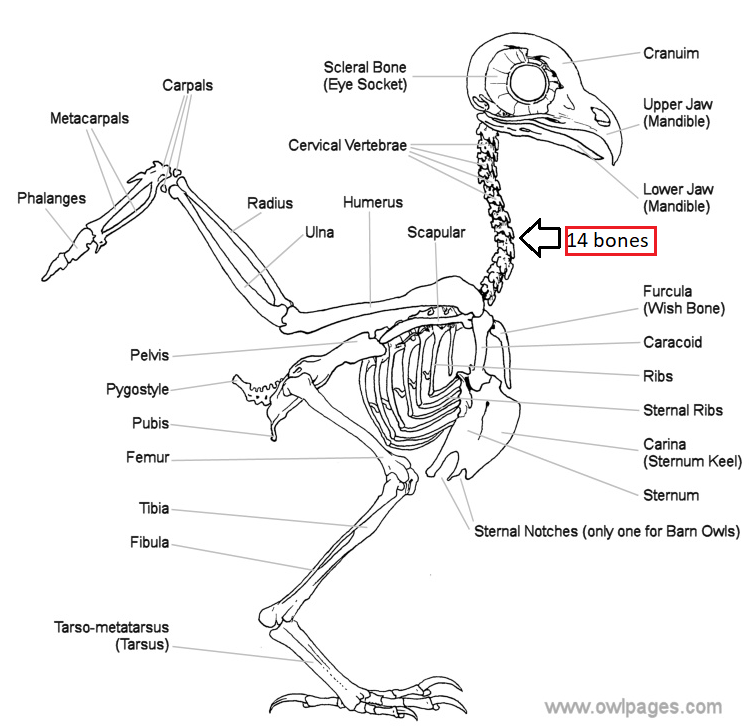 Scleral Bone
(Eye Socket)
Cranuim
Carpals
Upper Jaw
(Mandible)
Metacarpals
Cervical Vertebrae
Phalanges
Radius
Humerus
Lower Jaw
(Mandible)
Ulna
Scapular
14 bones
Furcula
(Wish Bone)
Pelvis
Caracoid
Pygostyle
Ribs
Pubis
Sternal Ribs
Femur
Carina
(Sternum Keel)
Sternum
Tibia
Sternal Notches (only one for Barn Owls)
Fibula
Tarso-metatarsus
(Tarsus)
www.owlpages.com